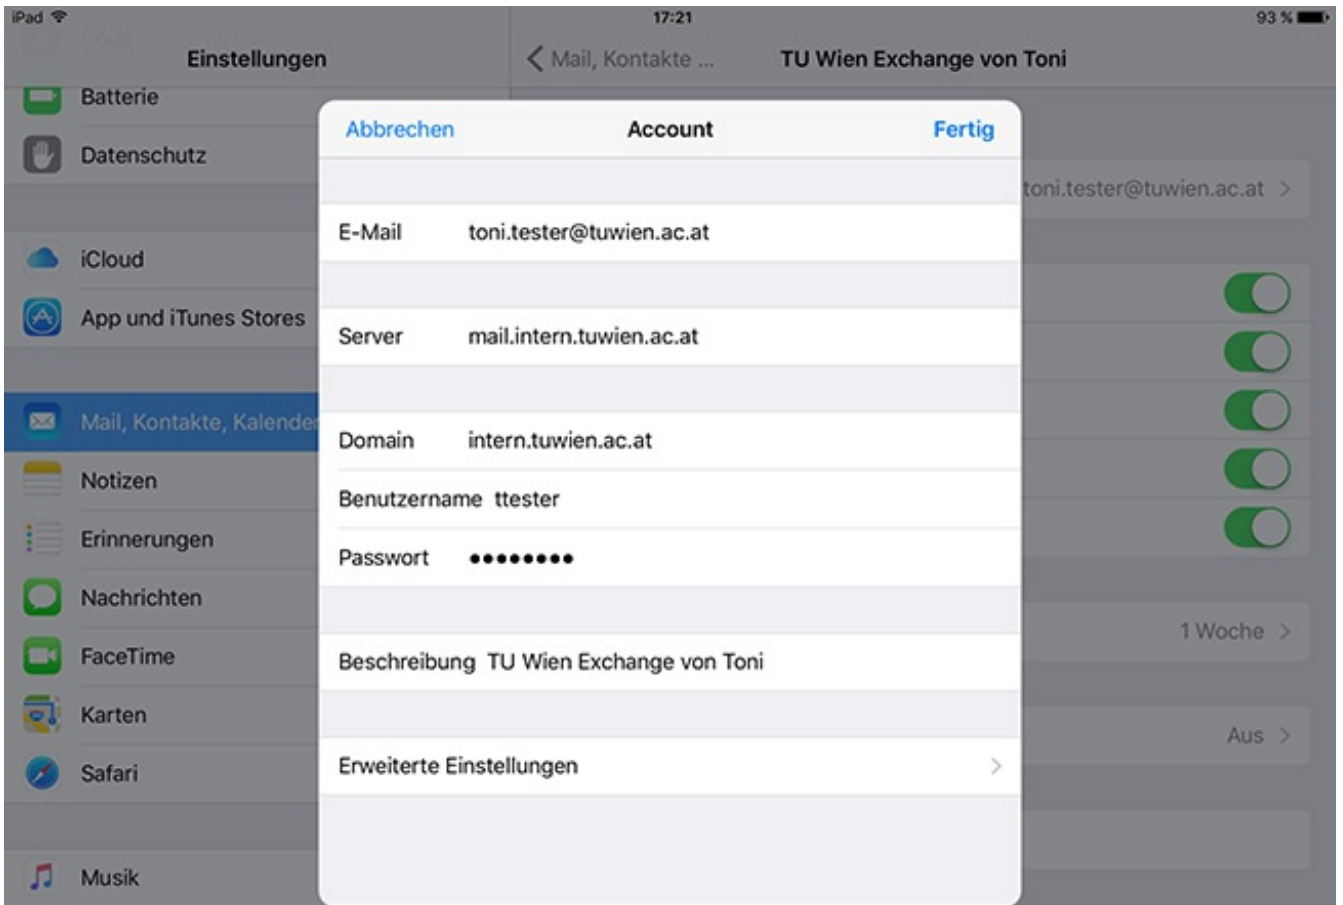 iPad 17:21 93 %
Code
Einstellungen
Mail, Kontakte ...
TU Wien Exchange von Toni
Batterie
Datenschutz
iCloud
App und iTunes Stores
Mail, Kontakte, Kalender
Notizen
Erinnerungen
Nachrichten
FaceTime
Karten
Safari
Musik
Abbrechen Account Fertig
E-Mail toni.tester@tuwien.ac.at
Server mail.intern.tuwien.ac.at
Domain intern.tuwien.ac.at
Benutzername ttester
Passwort ••••••••
Beschreibung TU Wien Exchange von Toni
Erweiterte Einstellungen
toni.tester@tuwien.ac.at
1 Woche
Aus